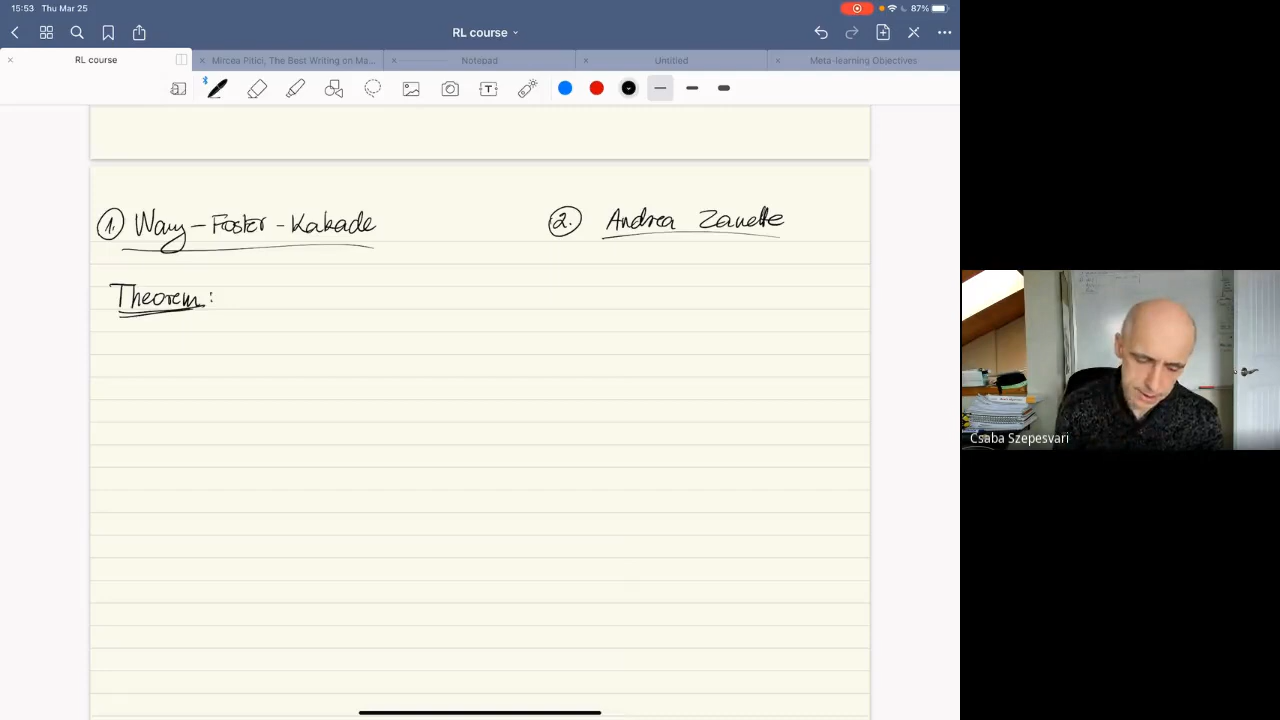 15:53 Thu Mar 25
87%
RL course
RL course
Mircea Pitici, The Best Writing on Ma...
Notepad
Untitled
Meta-learning Objectives
① Wang - Foster - Kakade
②. Andrea Zanette
Theorem:
Csaba Szepesvari